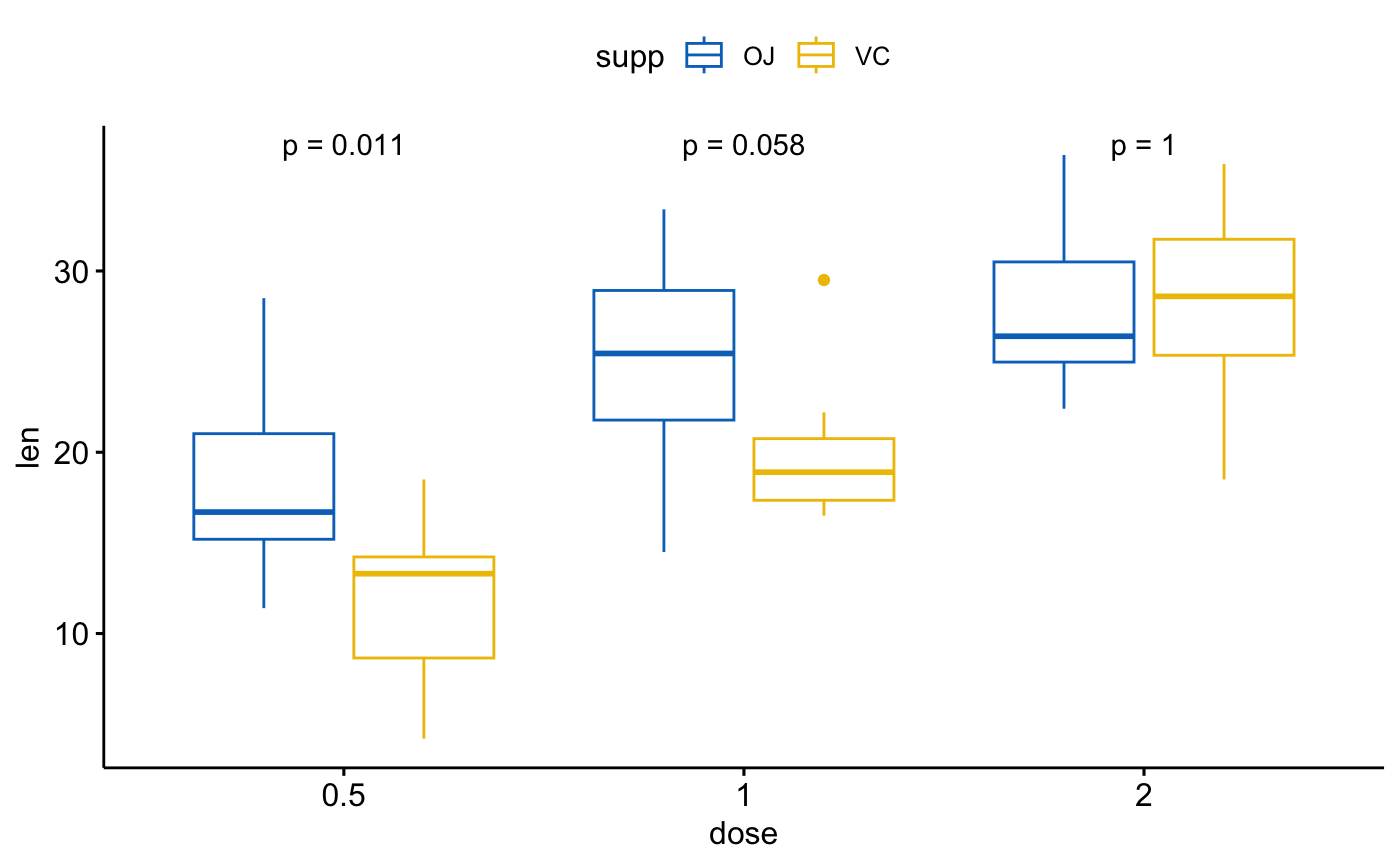 supp OJ VC
p = 0.011 p = 0.058 p = 1
30
20
10
len
0.5 1 2
dose